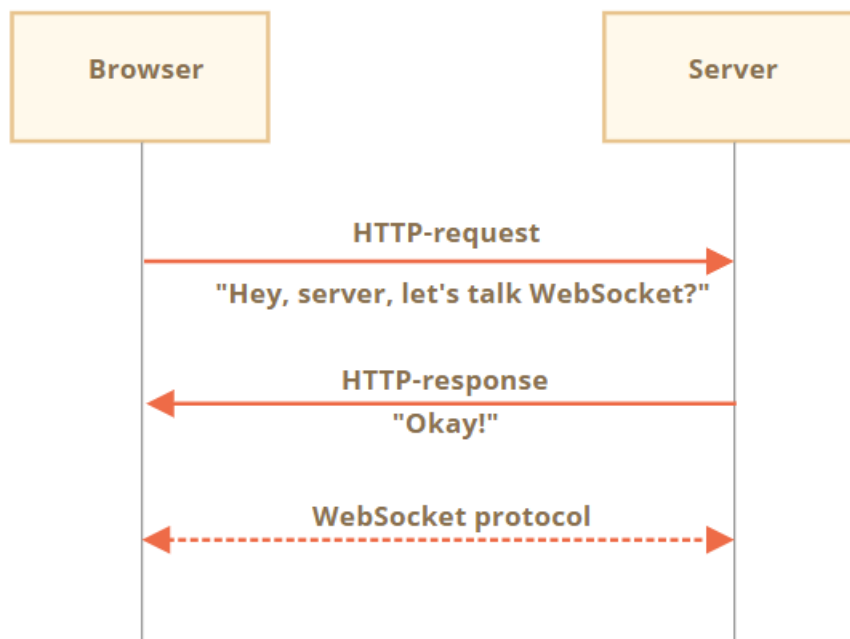 Browser
Server
HTTP-request
"Hey, server, let's talk WebSocket?"
HTTP-response
"Okay!"
WebSocket protocol